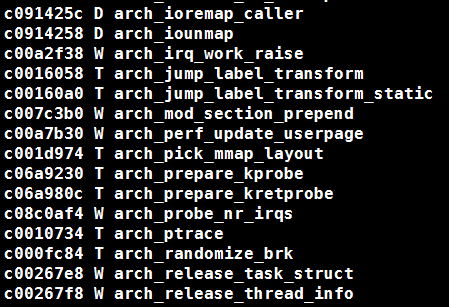 c091425c D arch_ioremap_caller
c0914258 D arch_iounmap
c00a2f38 W arch_irq_work_raise
c0016058 T arch_jump_label_transform
c00160a0 T arch_jump_label_transform_static
c007c3b0 W arch_mod_section_prepend
c00a7b30 W arch_perf_update_userpage
c001d974 T arch_pick_mmap_layout
c06a9230 T arch_prepare_kprobe
c06a980c T arch_prepare_kretprobe
c08c0af4 W arch_probe_nr_irqs
c0010734 T arch_ptrace
c000fc84 T arch_randomize_brk
c00267e8 W arch_release_task_struct
c00267f8 W arch_release_thread_info